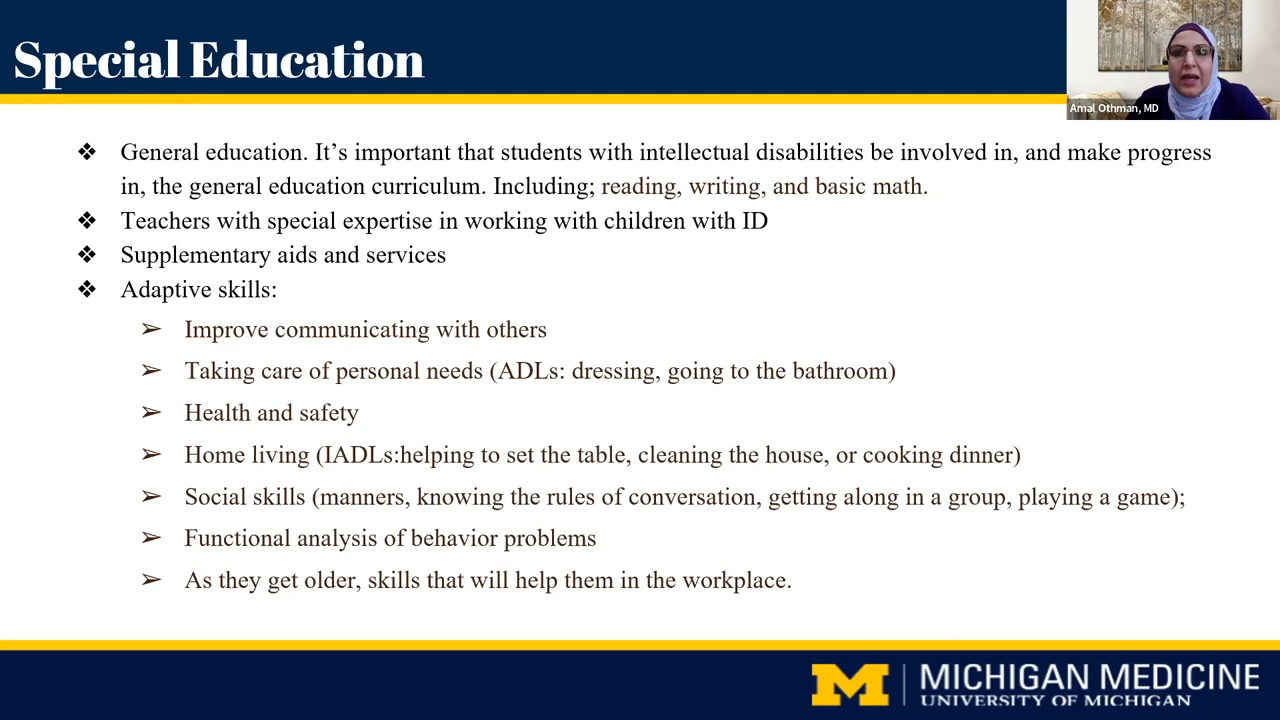 Special Education
Amal Othman, MD
❖ General education. It’s important that students with intellectual disabilities be involved in, and make progress
in, the general education curriculum. Including; reading, writing, and basic math.
❖ Teachers with special expertise in working with children with ID
❖ Supplementary aids and services
❖ Adaptive skills:
➢ Improve communicating with others
➢ Taking care of personal needs (ADLs: dressing, going to the bathroom)
➢ Health and safety
➢ Home living (IADLs:helping to set the table, cleaning the house, or cooking dinner)
➢ Social skills (manners, knowing the rules of conversation, getting along in a group, playing a game);
➢ Functional analysis of behavior problems
➢ As they get older, skills that will help them in the workplace.
M MICHIGAN MEDICINE
UNIVERSITY OF MICHIGAN